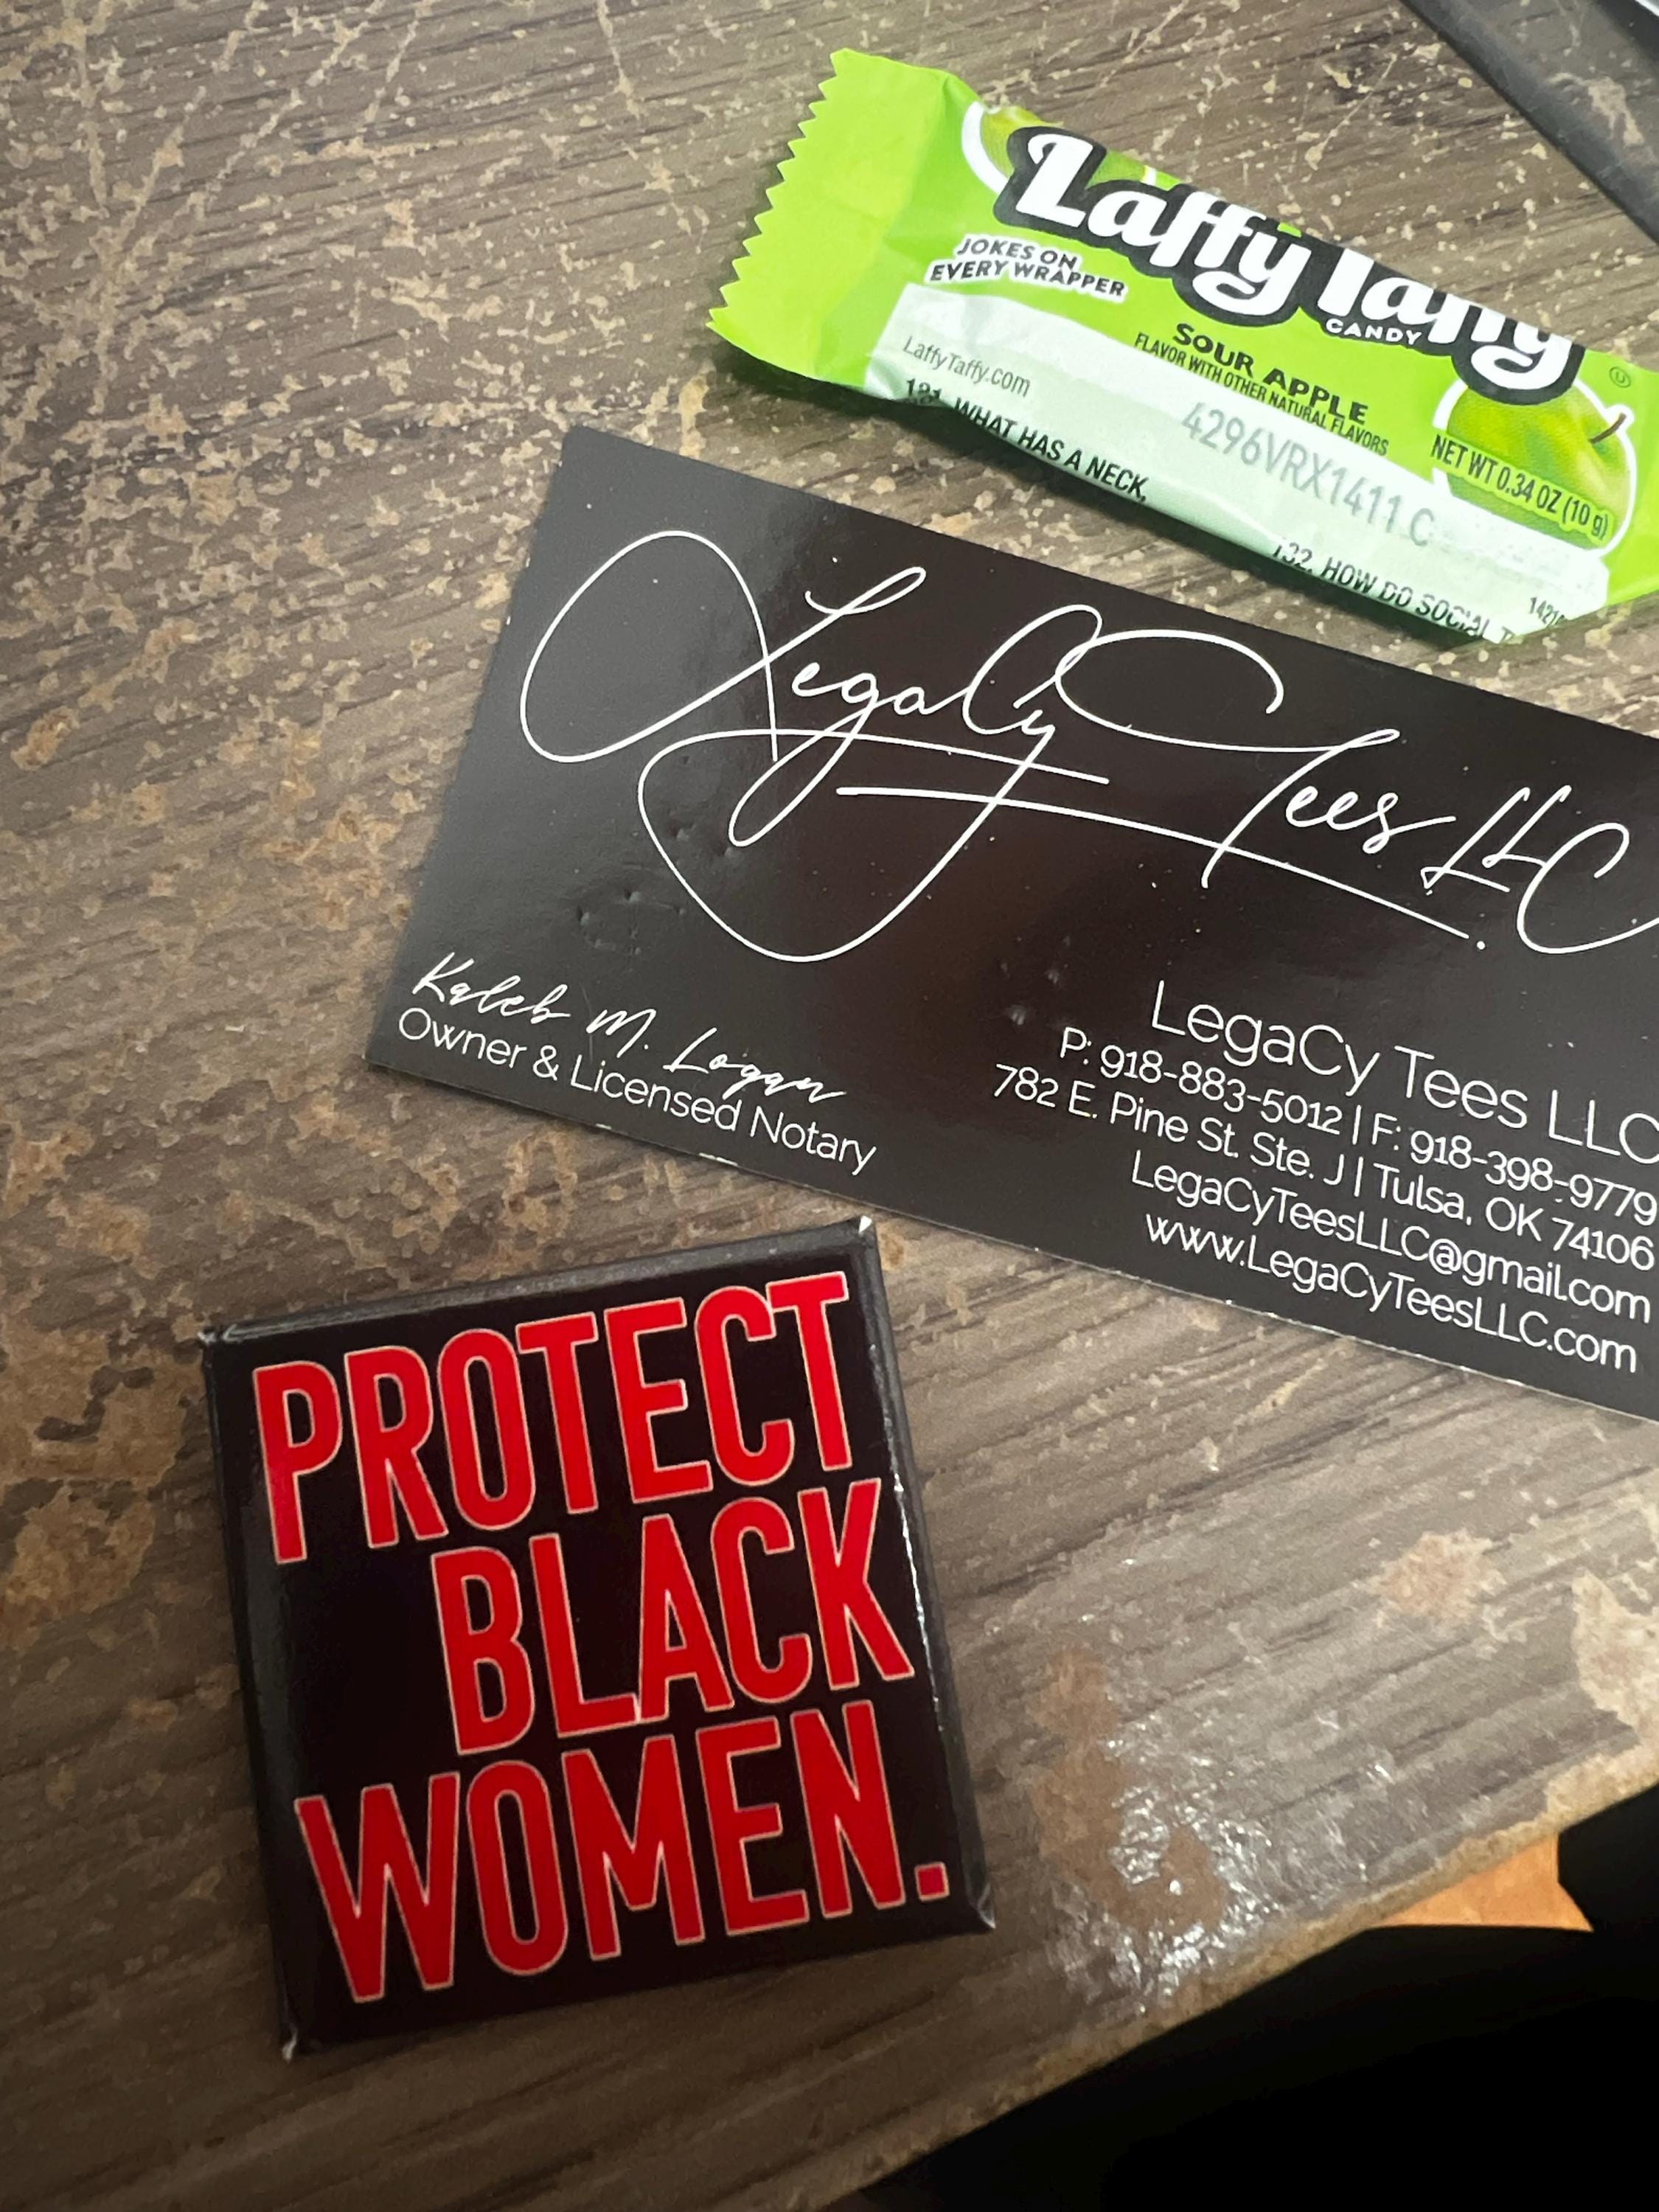 Laffy Taffy
CANDY
JOKES ON
EVERY WRAPPER
SOUR APPLE
FLAVOR WITH OTHER NATURAL FLAVORS
LaffyTaffy.com
4296VRX1411 C
NET WT 0.34 OZ (10 g)
131. WHAT HAS A NECK,
132. HOW DO SOCIAL
LegaCy Tees LLC
Kaleb M. Logan
Owner & Licensed Notary
LegaCy Tees LLC
P: 918-883-5012 | F: 918-398-9779
782 E. Pine St. Ste. J | Tulsa, OK 74106
LegaCyTeesLLC@gmail.com
www.LegaCyTeesLLC.com
PROTECT
BLACK
WOMEN.